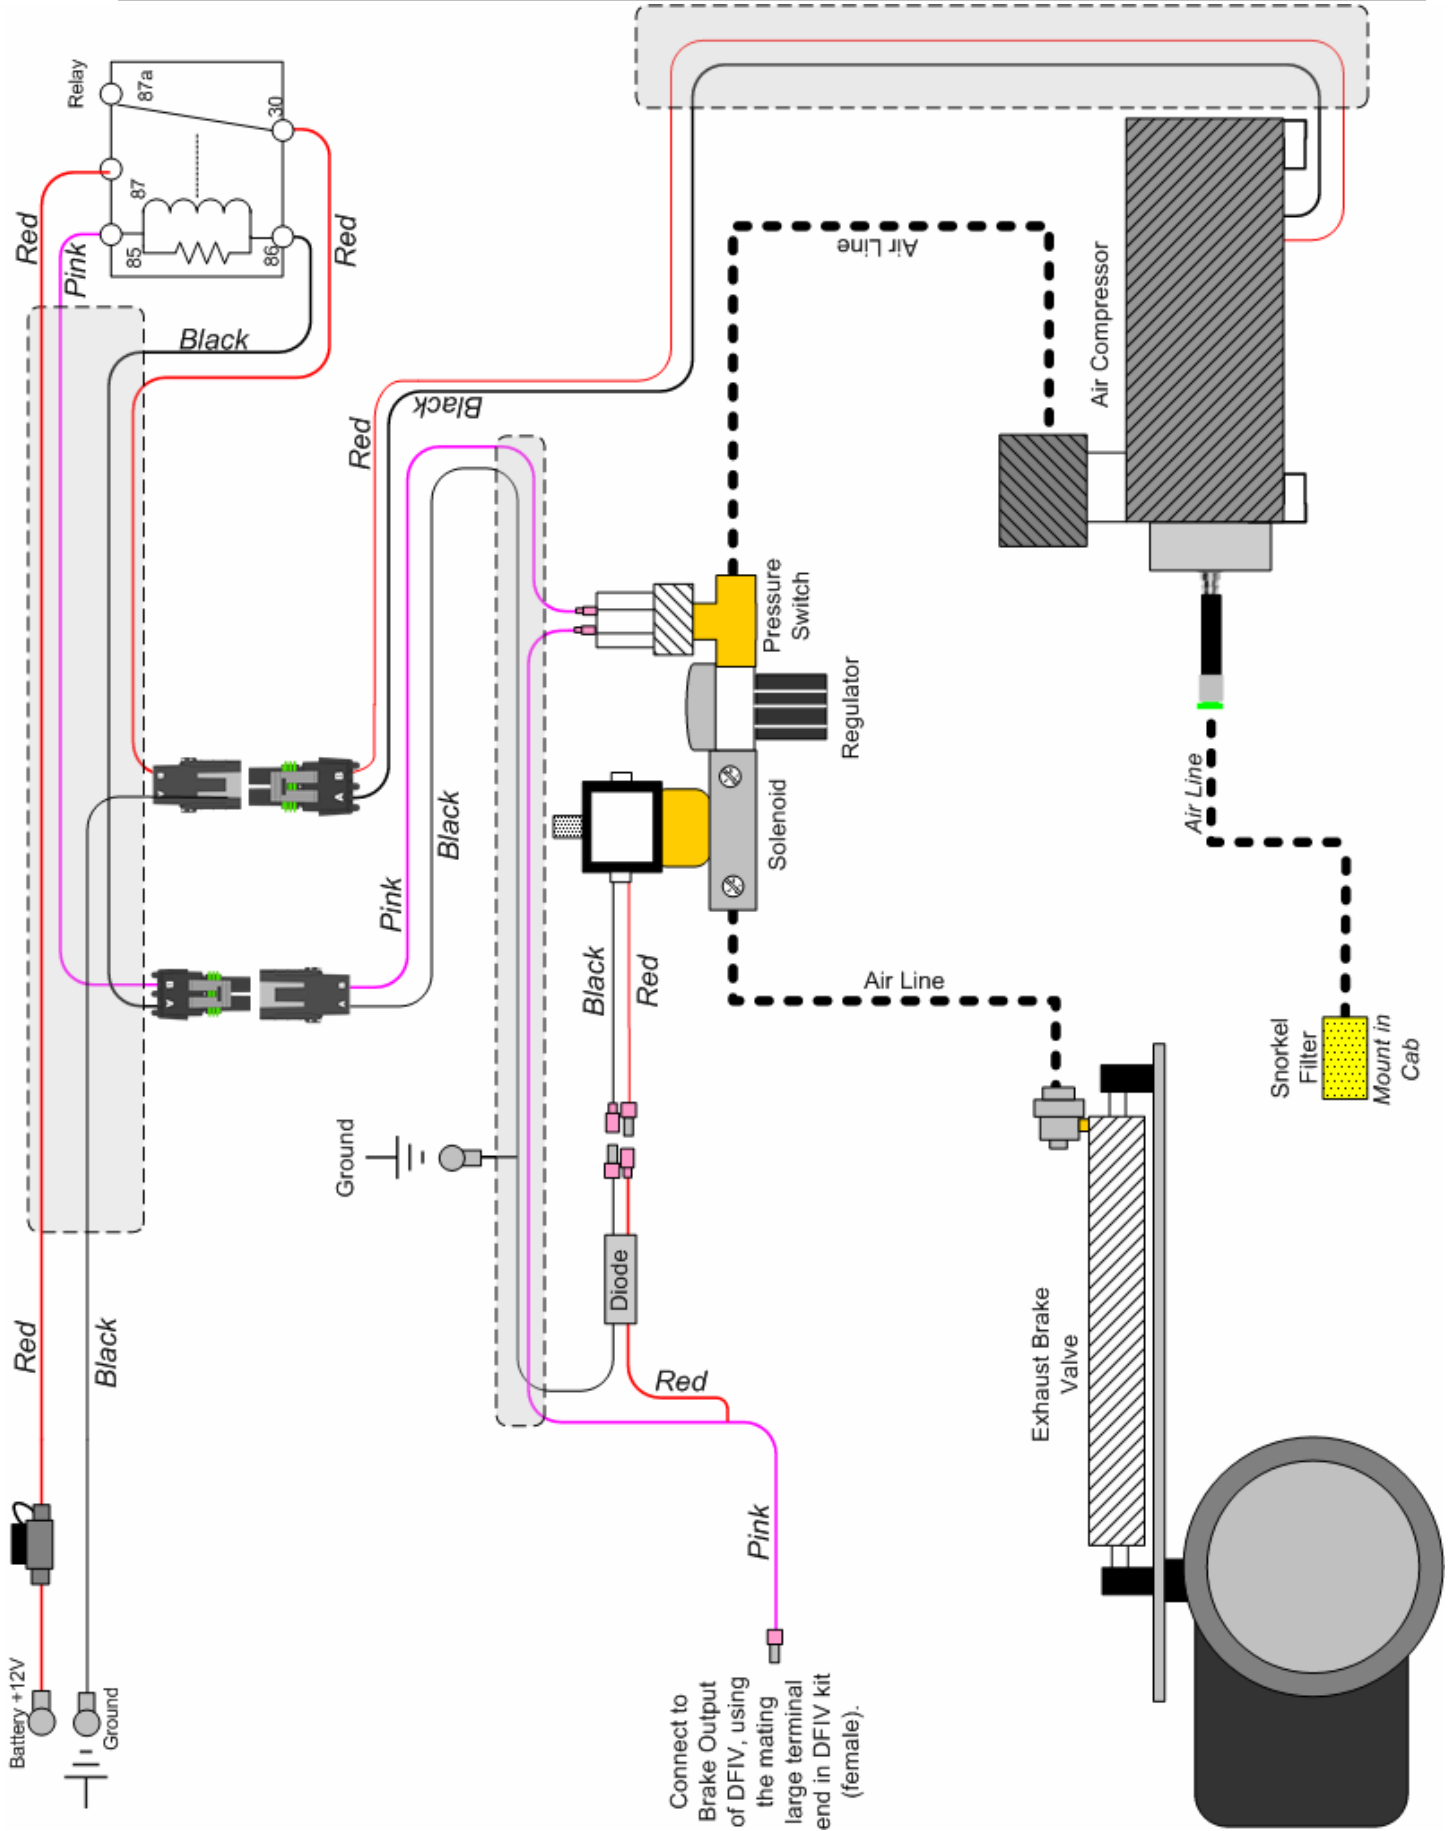 Relay
87a
30
87
85
86
Red
Pink
Red
Black
Red
Black
Air Line
Air Compressor
Pink
Black
Pressure
Switch
Regulator
Solenoid
Black
Red
Air Line
Air Line
Snorkel
Filter
Mount in
Cab
Ground
Diode
Red
Black
Red
Exhaust Brake
Valve
Pink
Battery +12V
Ground
Connect to
Brake Output
of DFIV, using
the mating
large terminal
end in DFIV kit
(female).
B
A
A
B
A
B
A
B